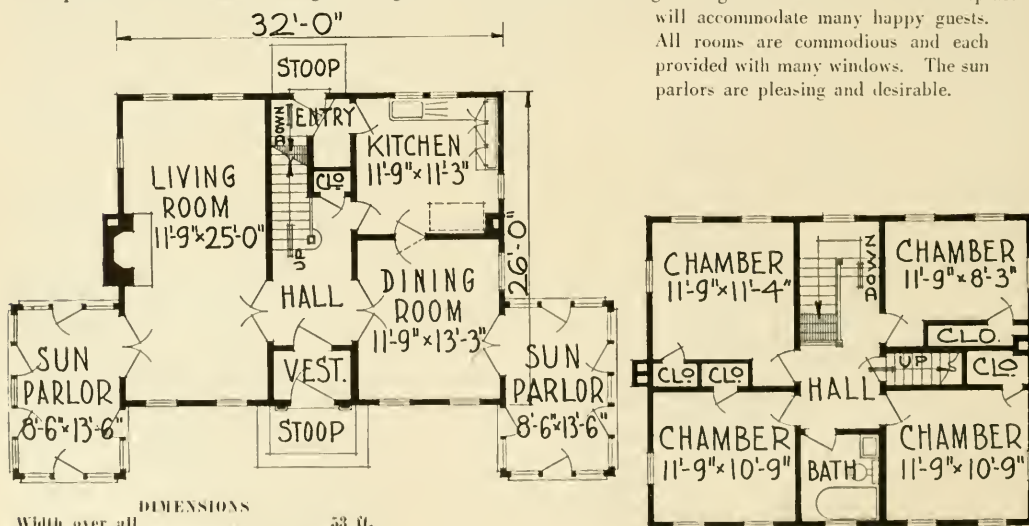 will accommodate many happy guests.
All rooms are commodious and each
provided with many windows. The sun
parlors are pleasing and desirable.
32'-0"
STOOP
DOWN
ENTRY
KITCHEN
11'-9"x11'-3"
CLO
LIVING
ROOM
11'-9"x25'-0"
UP
HALL
DINING
ROOM
11'-9"x13'-3"
26'-0"
SUN
PARLOR
8'-6"x13'-6"
VEST.
STOOP
SUN
PARLOR
8'-6"x13'-6"
CHAMBER
11'-9"x11'-4"
DOWN
CHAMBER
11'-9"x8'-3"
CLO.
CLO
CLO
HALL
UP
CLO
CHAMBER
11'-9"x10'-9"
BATH
CHAMBER
11'-9"x10'-9"
DIMENSIONS
Width over all 53 ft.